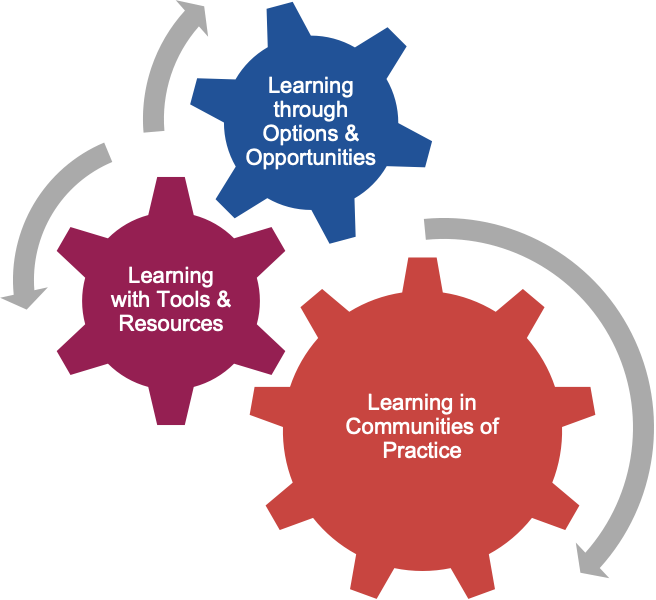 Learning
through
Options &
Opportunities
Learning
with Tools &
Resources
Learning in
Communities of
Practice